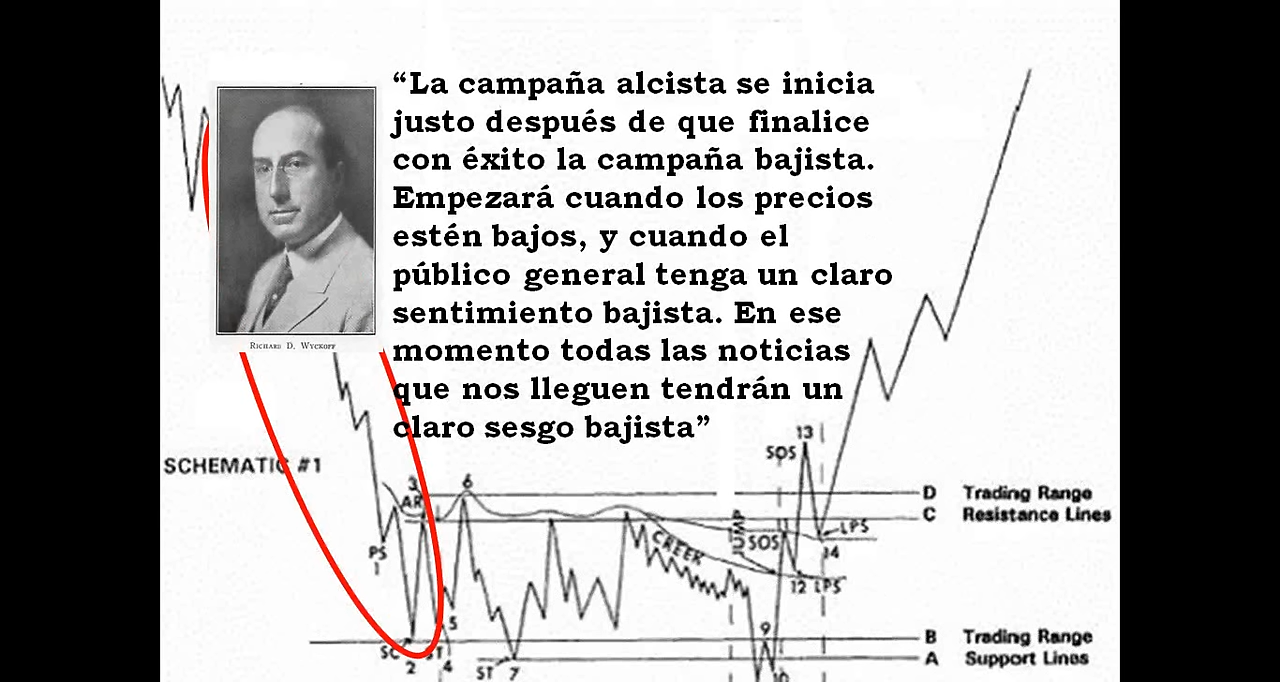 “La campaña alcista se inicia
justo después de que finalice
con éxito la campaña bajista.
Empezará cuando los precios
estén bajos, y cuando el
público general tenga un claro
sentimiento bajista. En ese
momento todas las noticias
que nos lleguen tendrán un
claro sesgo bajista”
RICHARD D. WYCKOFF
SCHEMATIC #1
13
SOS
3
AR
6
D Trading Range
C Resistance Lines
JUMP
CREEK
SOS
11
LPS
14
PS
1
12 LPS
5
9
B Trading Range
A Support Lines
SC
2
ST
4
ST 7
10